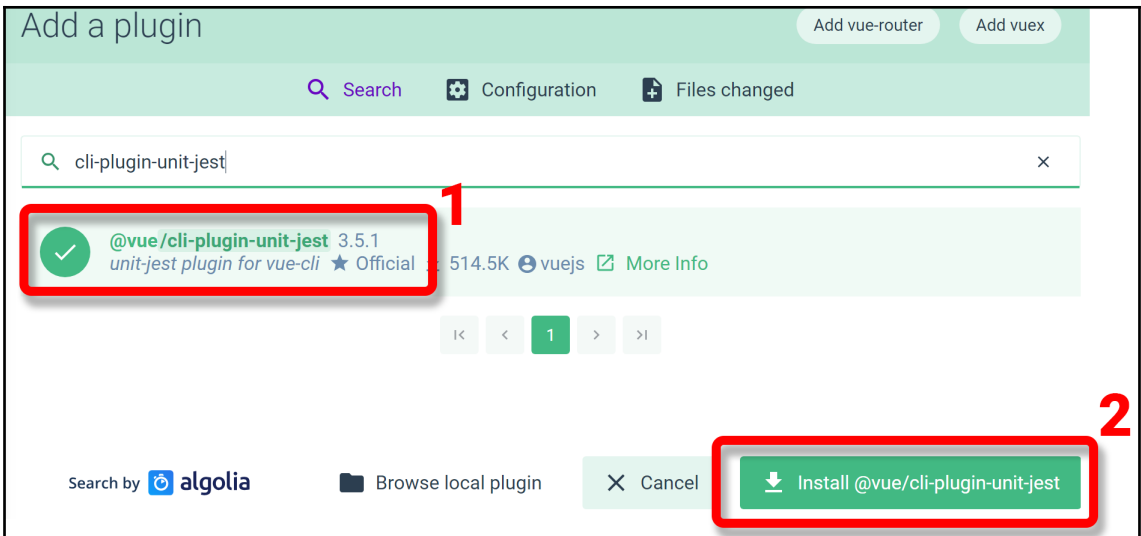 Add a plugin
Add vue-router
Add vuex
Search
Configuration
Files changed
cli-plugin-unit-jest
1
@vue/cli-plugin-unit-jest 3.5.1
unit-jest plugin for vue-cli Official 514.5K vuejs More Info
1
2
Search by algolia
Browse local plugin
Cancel
Install @vue/cli-plugin-unit-jest